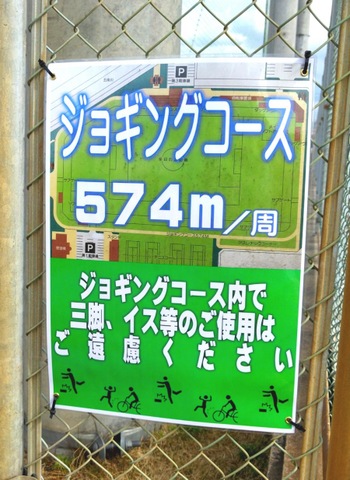 P
ジョギングコース
574m/周
P
ジョギングコース内で
三脚、イス等のご使用は
ご遠慮ください